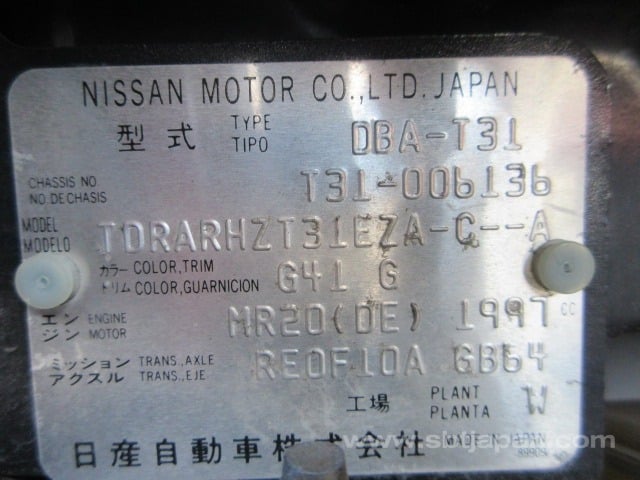 NISSAN MOTOR CO.,LTD.JAPAN
型式 TYPE TIPO DBA-T31
CHASSIS NO NO DE CHASIS T31-006136
MODEL MODELO TDRARHZT31EZA-C--A
カラー COLOR,TRIM トリム COLOR,GUARNICION G41 G
エンジン ENGINE MOTOR MR20(DE) 1997 CC
ミッション TRANS.,AXLE アクスル TRANS.,EJE RE0F10A GB64
工場 PLANT PLANTA W
日産自動車株式会社 MADE IN JAPAN